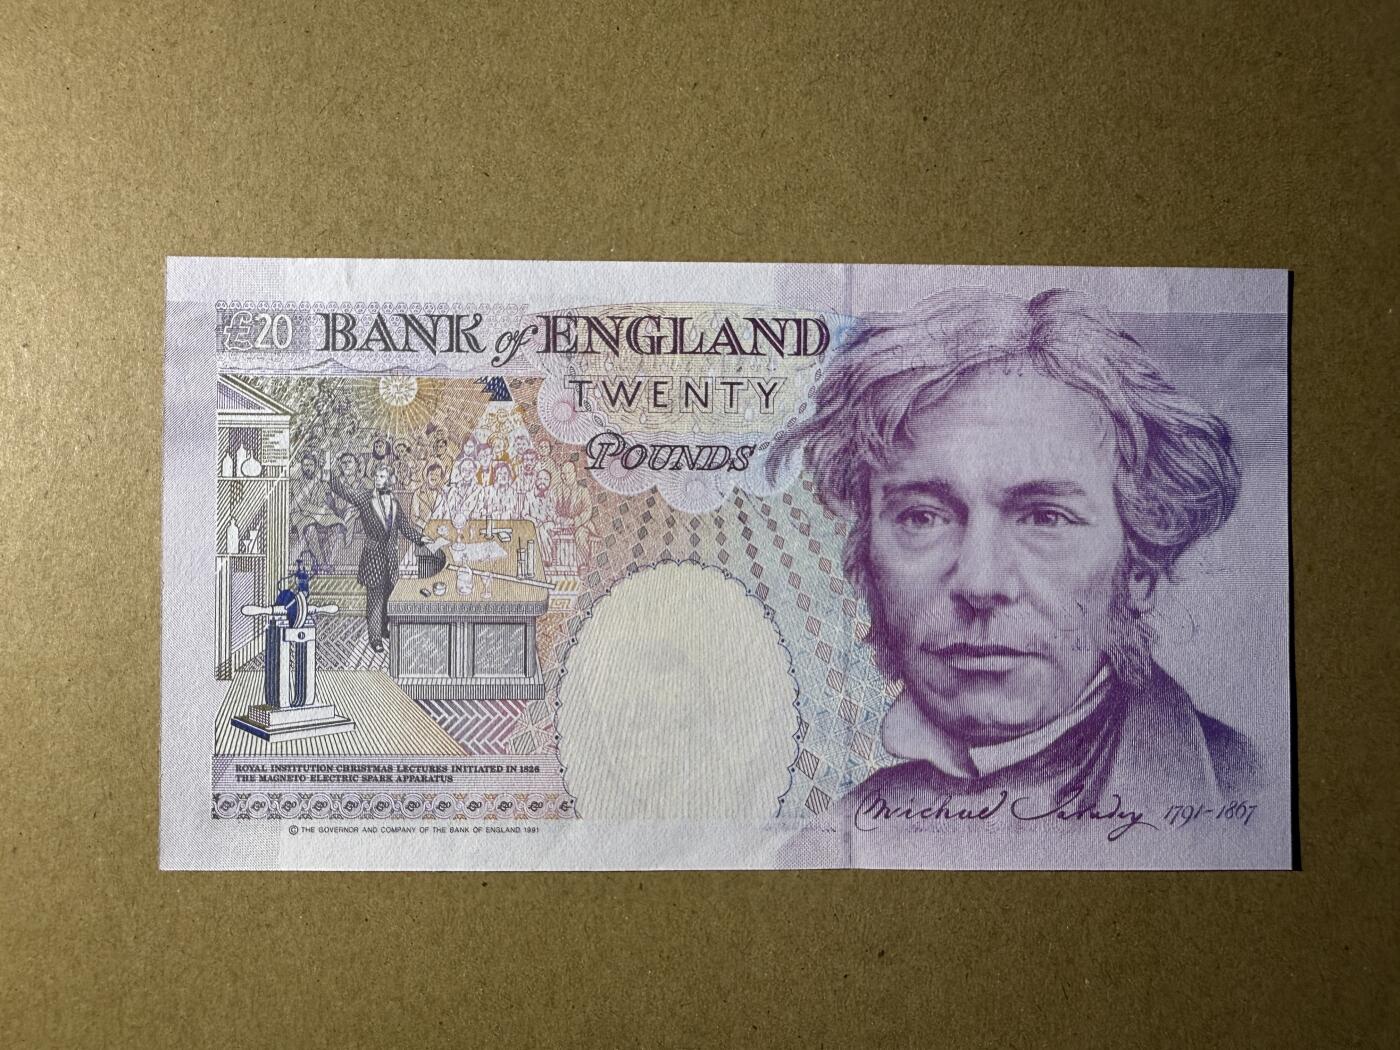 £20 BANK of ENGLAND
TWENTY
POUNDS
ROYAL INSTITUTION CHRISTMAS LECTURES INITIATED IN 1826
THE MAGNETO ELECTRIC SPARK APPARATUS
© THE GOVERNOR AND COMPANY OF THE BANK OF ENGLAND 1991
Michael Faraday 1791-1867